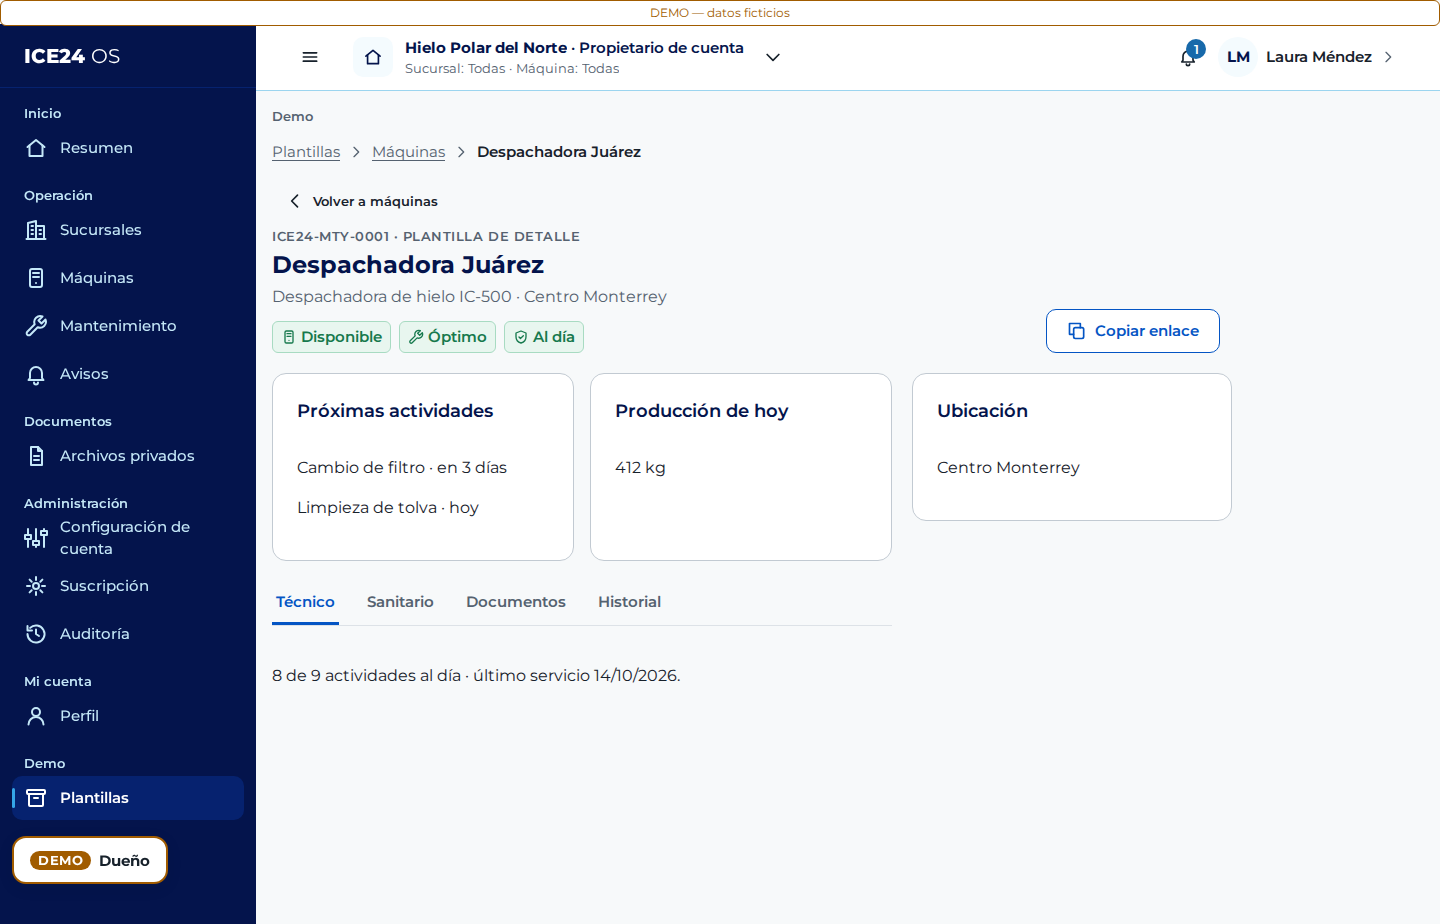 DEMO — datos ficticios
ICE24 OS
Inicio
Resumen
Operación
Sucursales
Máquinas
Mantenimiento
Avisos
Documentos
Archivos privados
Administración
Configuración de
cuenta
Suscripción
Auditoría
Mi cuenta
Perfil
Demo
Plantillas
DEMO Dueño
Hielo Polar del Norte · Propietario de cuenta
Sucursal: Todas · Máquina: Todas
1
LM Laura Méndez
Demo
Plantillas Máquinas Despachadora Juárez
Volver a máquinas
ICE24-MTY-0001 · PLANTILLA DE DETALLE
Despachadora Juárez
Despachadora de hielo IC-500 · Centro Monterrey
Disponible Óptimo Al día
Copiar enlace
Próximas actividades
Cambio de filtro · en 3 días
Limpieza de tolva · hoy
Producción de hoy
412 kg
Ubicación
Centro Monterrey
Técnico Sanitario Documentos Historial
8 de 9 actividades al día · último servicio 14/10/2026.